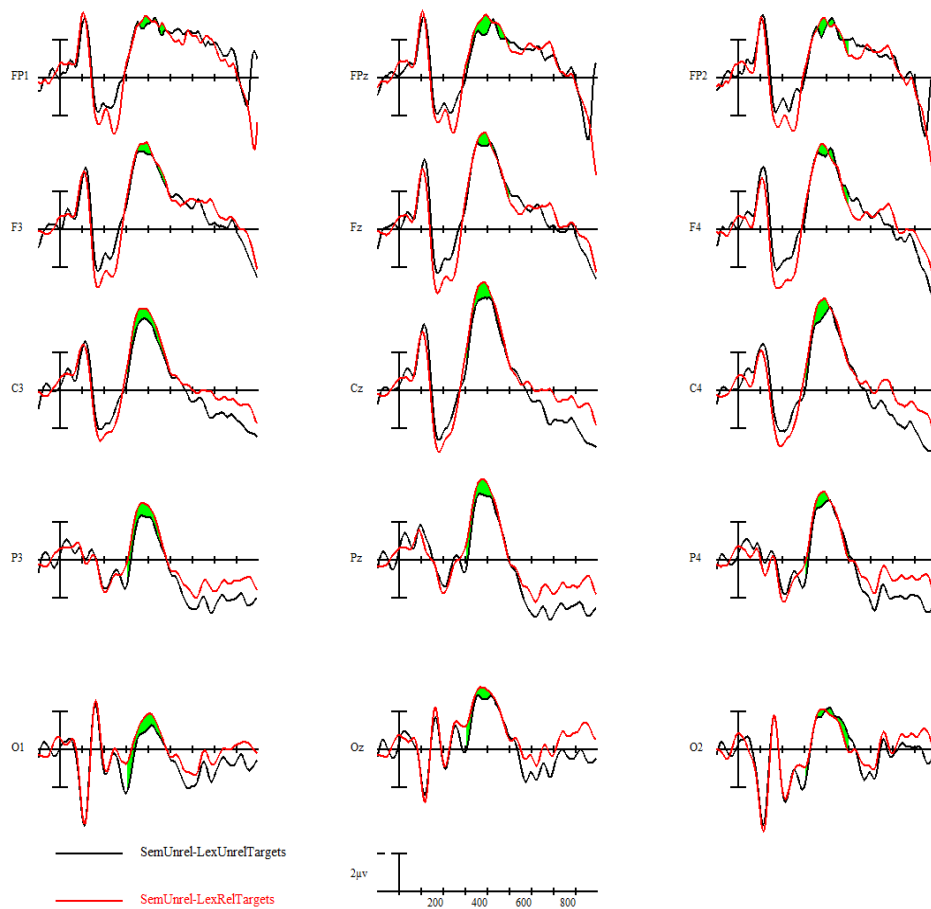 FP1 FPz FP2
F3 Fz F4
C3 Cz C4
P3 Pz P4
O1 Oz O2
SemUnrel-LexUnrelTargets
2μv
SemUnrel-LexRelTargets
200 400 600 800